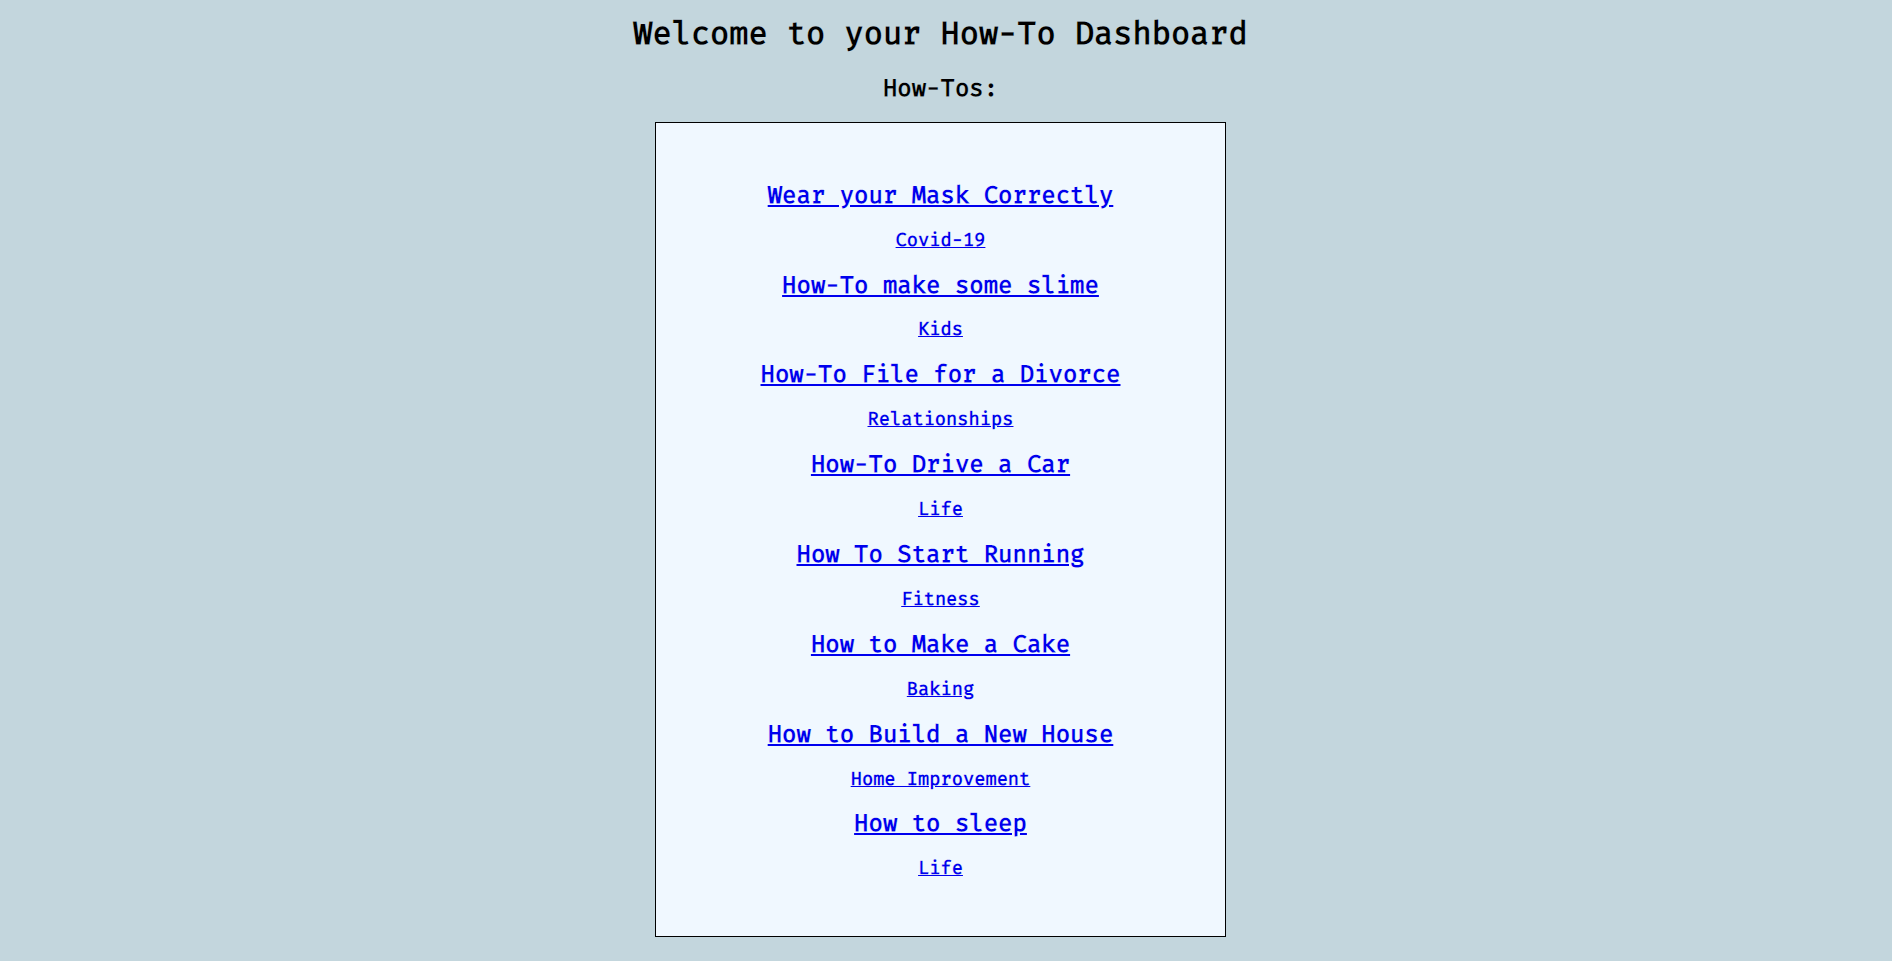 Welcome to your How-To Dashboard
How-Tos:
Wear your Mask Correctly
Covid-19
How-To make some slime
Kids
How-To File for a Divorce
Relationships
How-To Drive a Car
Life
How To Start Running
Fitness
How to Make a Cake
Baking
How to Build a New House
Home Improvement
How to sleep
Life